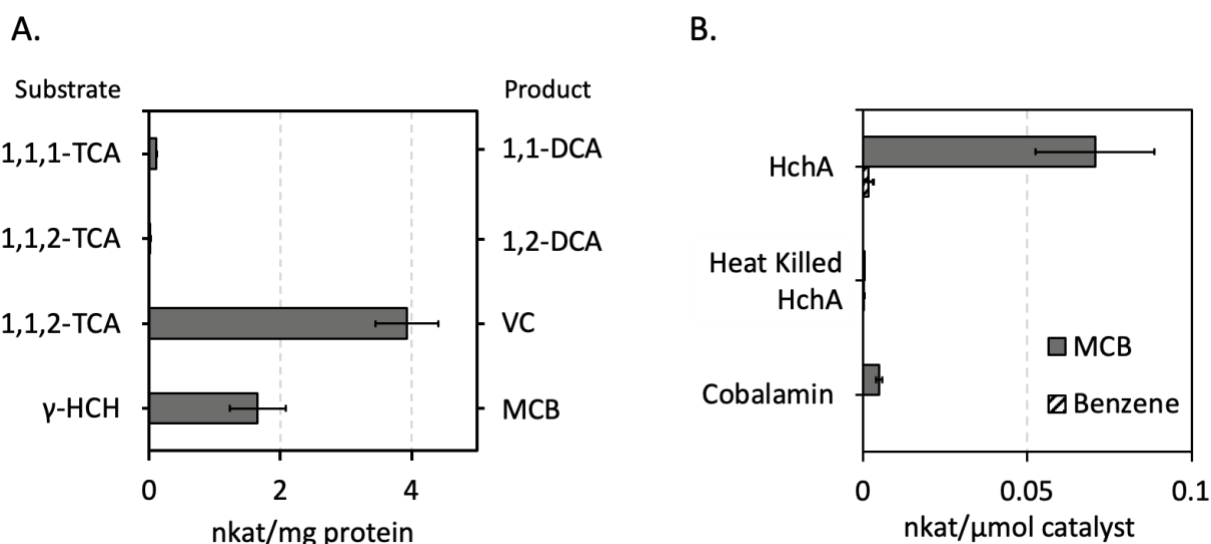 A.
Substrate
Product
1,1,1-TCA
1,1-DCA
1,1,2-TCA
1,2-DCA
1,1,2-TCA
VC
γ-HCH
MCB
0
2
4
nkat/mg protein
B.
HchA
Heat Killed
HchA
Cobalamin
MCB
Benzene
0
0.05
0.1
nkat/μmol catalyst